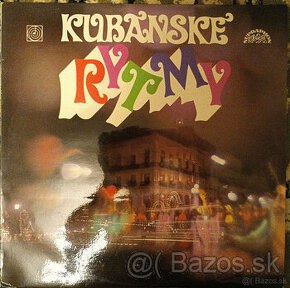 KUBÁNSKÉ
RYTMY
SUPRAPHON
@( Bazos.sk